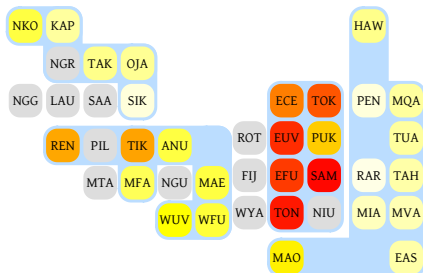 NKO KAP HAW
NGR TAK OJA
NGG LAU SAA SIK ECE TOK PEN MQA
REN PIL TIK ANU ROT EUV PUK TUA
MTA MFA NGU MAE FIJ EFU SAM RAR TAH
WUV WFU WYA TON NIU MIA MVA
MAO EAS